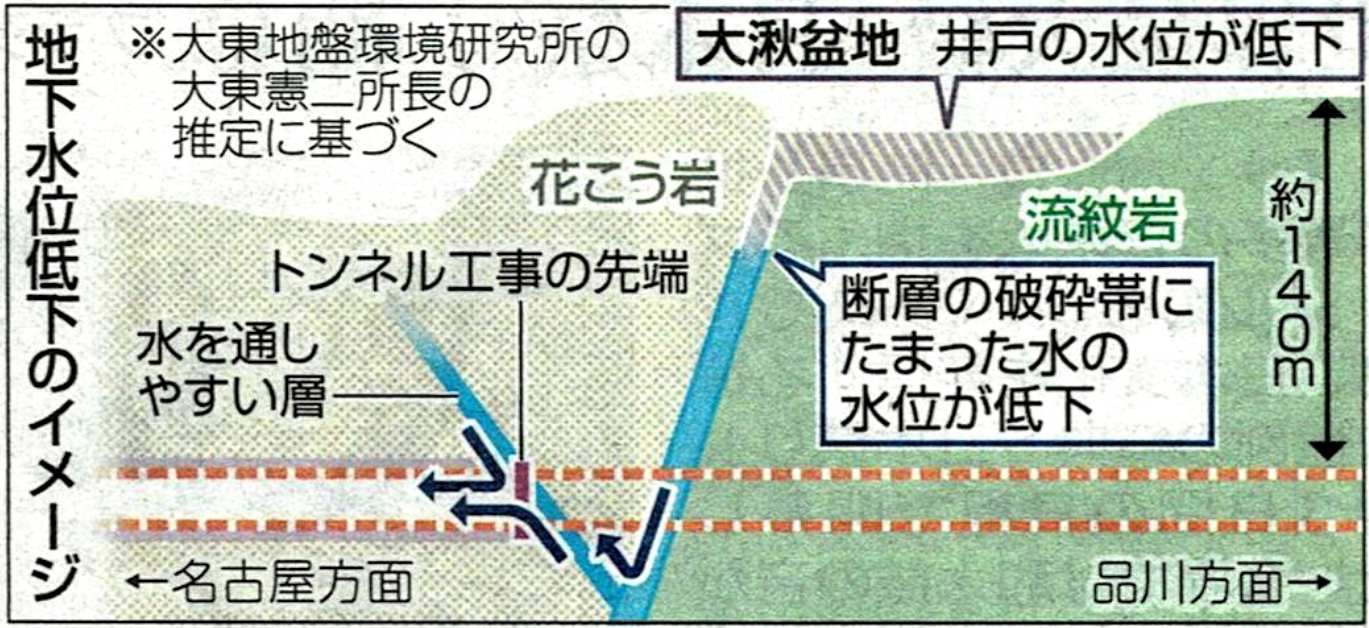 地下水位低下のイメージ
※大東地盤環境研究所の
大東憲二所長の
推定に基づく
大湫盆地 井戸の水位が低下
花こう岩
流紋岩
約140m
トンネル工事の先端
水を通し
やすい層
断層の破砕帯に
たまった水の
水位が低下
←名古屋方面
品川方面→